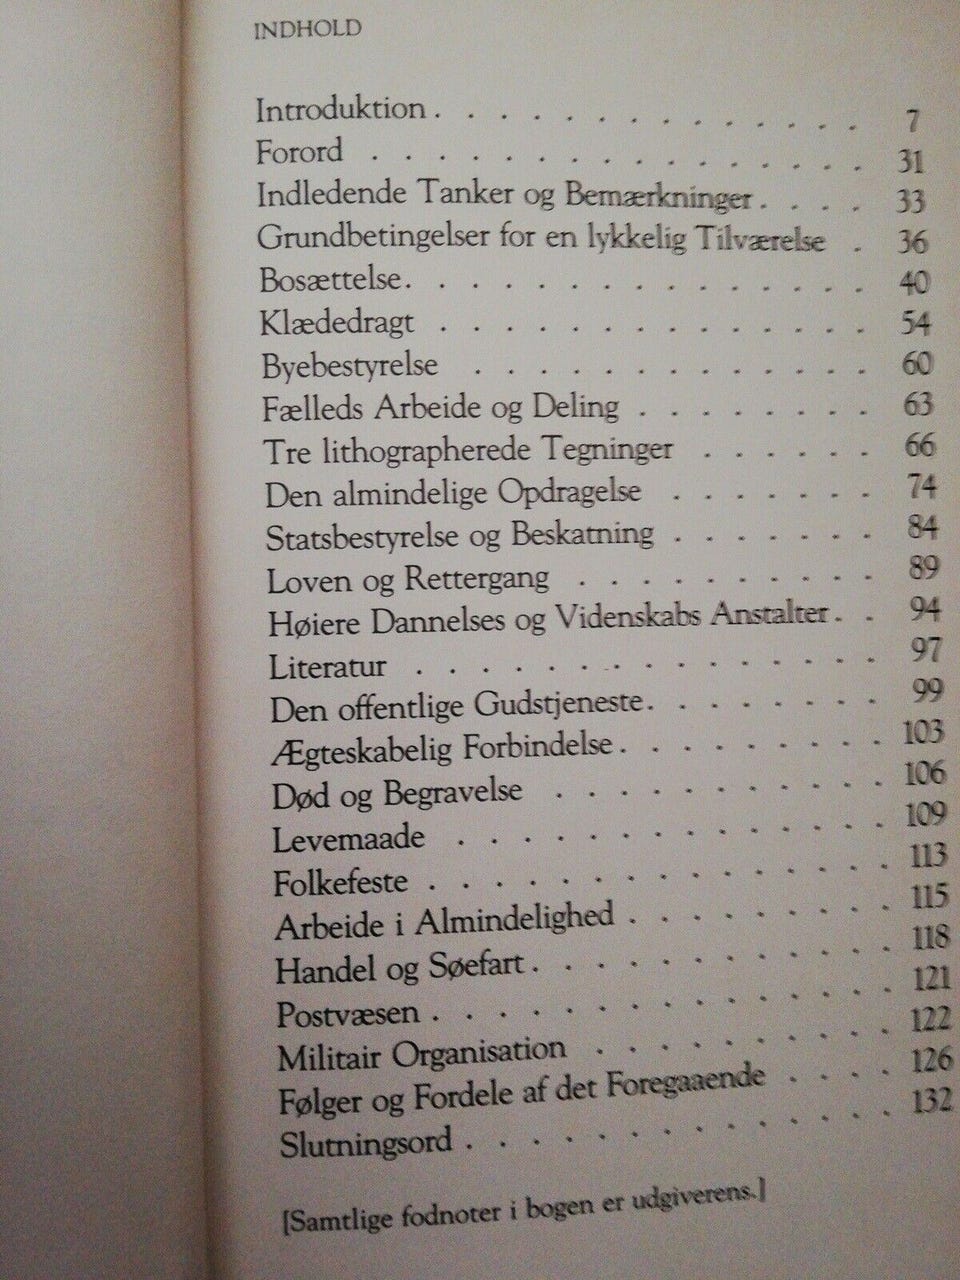 INDHOLD
Introduktion . . . . . . . . . . . . . 7
Forord . . . . . . . . . . . . . . . 31
Indledende Tanker og Bemærkninger . . . . 33
Grundbetingelser for en lykkelig Tilværelse . 36
Bosættelse . . . . . . . . . . . . . . 40
Klædedragt . . . . . . . . . . . . . 54
Byebestyrelse . . . . . . . . . . . . 60
Fælleds Arbeide og Deling . . . . . . . 63
Tre lithographerede Tegninger . . . . . 66
Den almindelige Opdragelse . . . . . . 74
Statsbestyrelse og Beskatning . . . . . . 84
Loven og Rettergang . . . . . . . . . 89
Høiere Dannelses og Videnskabs Anstalter . . 94
Literatur . . . . . . . . . . . . . . 97
Den offentlige Gudstjeneste . . . . . . . 99
Ægteskabelig Forbindelse . . . . . . . . 103
Død og Begravelse . . . . . . . . . . 106
Levemaade . . . . . . . . . . . . . 109
Folkefeste . . . . . . . . . . . . . . 113
Arbeide i Almindelighed . . . . . . . . 115
Handel og Søefart . . . . . . . . . . . 118
Postvæsen . . . . . . . . . . . . . . 121
Militair Organisation . . . . . . . . . 122
Følger og Fordele af det Foregaaende . . . . 126
Slutningsord . . . . . . . . . . . . . 132
[Samtlige fodnoter i bogen er udgiverens.]